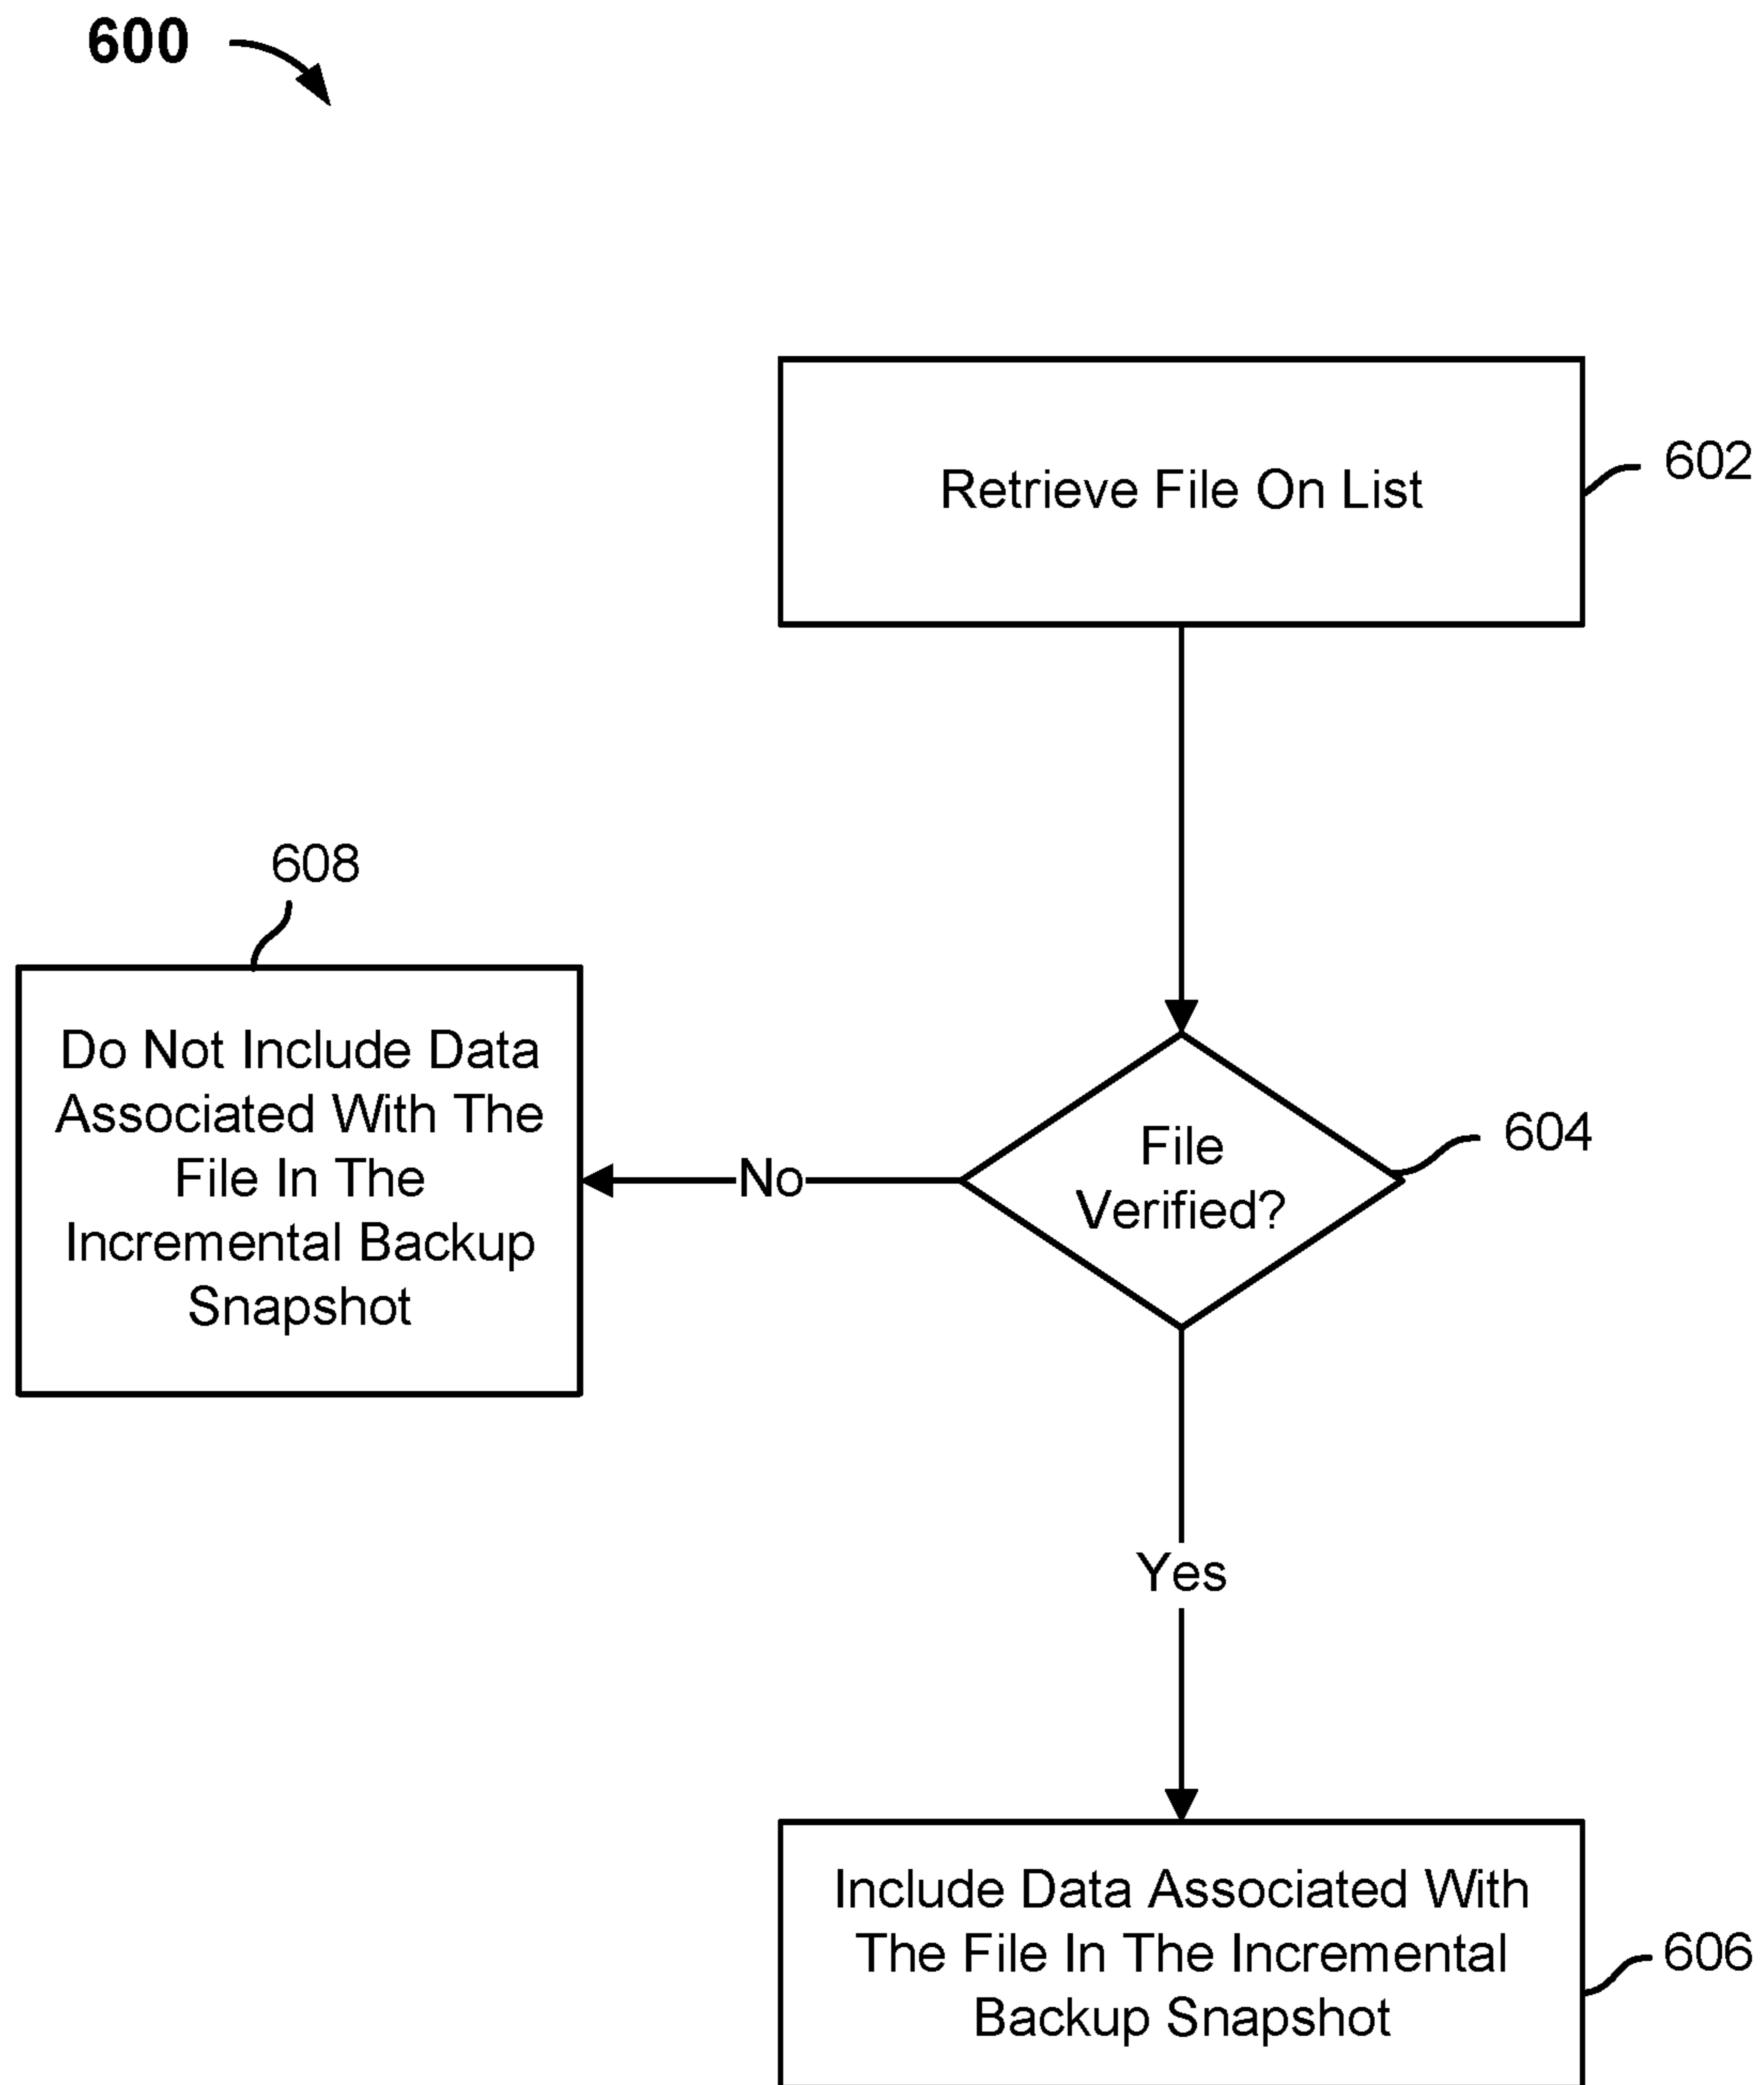 600
Retrieve File On List
602
608
Do Not Include Data
Associated With The
File In The
Incremental Backup
Snapshot
No
File
Verified?
604
Yes
Include Data Associated With
The File In The Incremental
Backup Snapshot
606